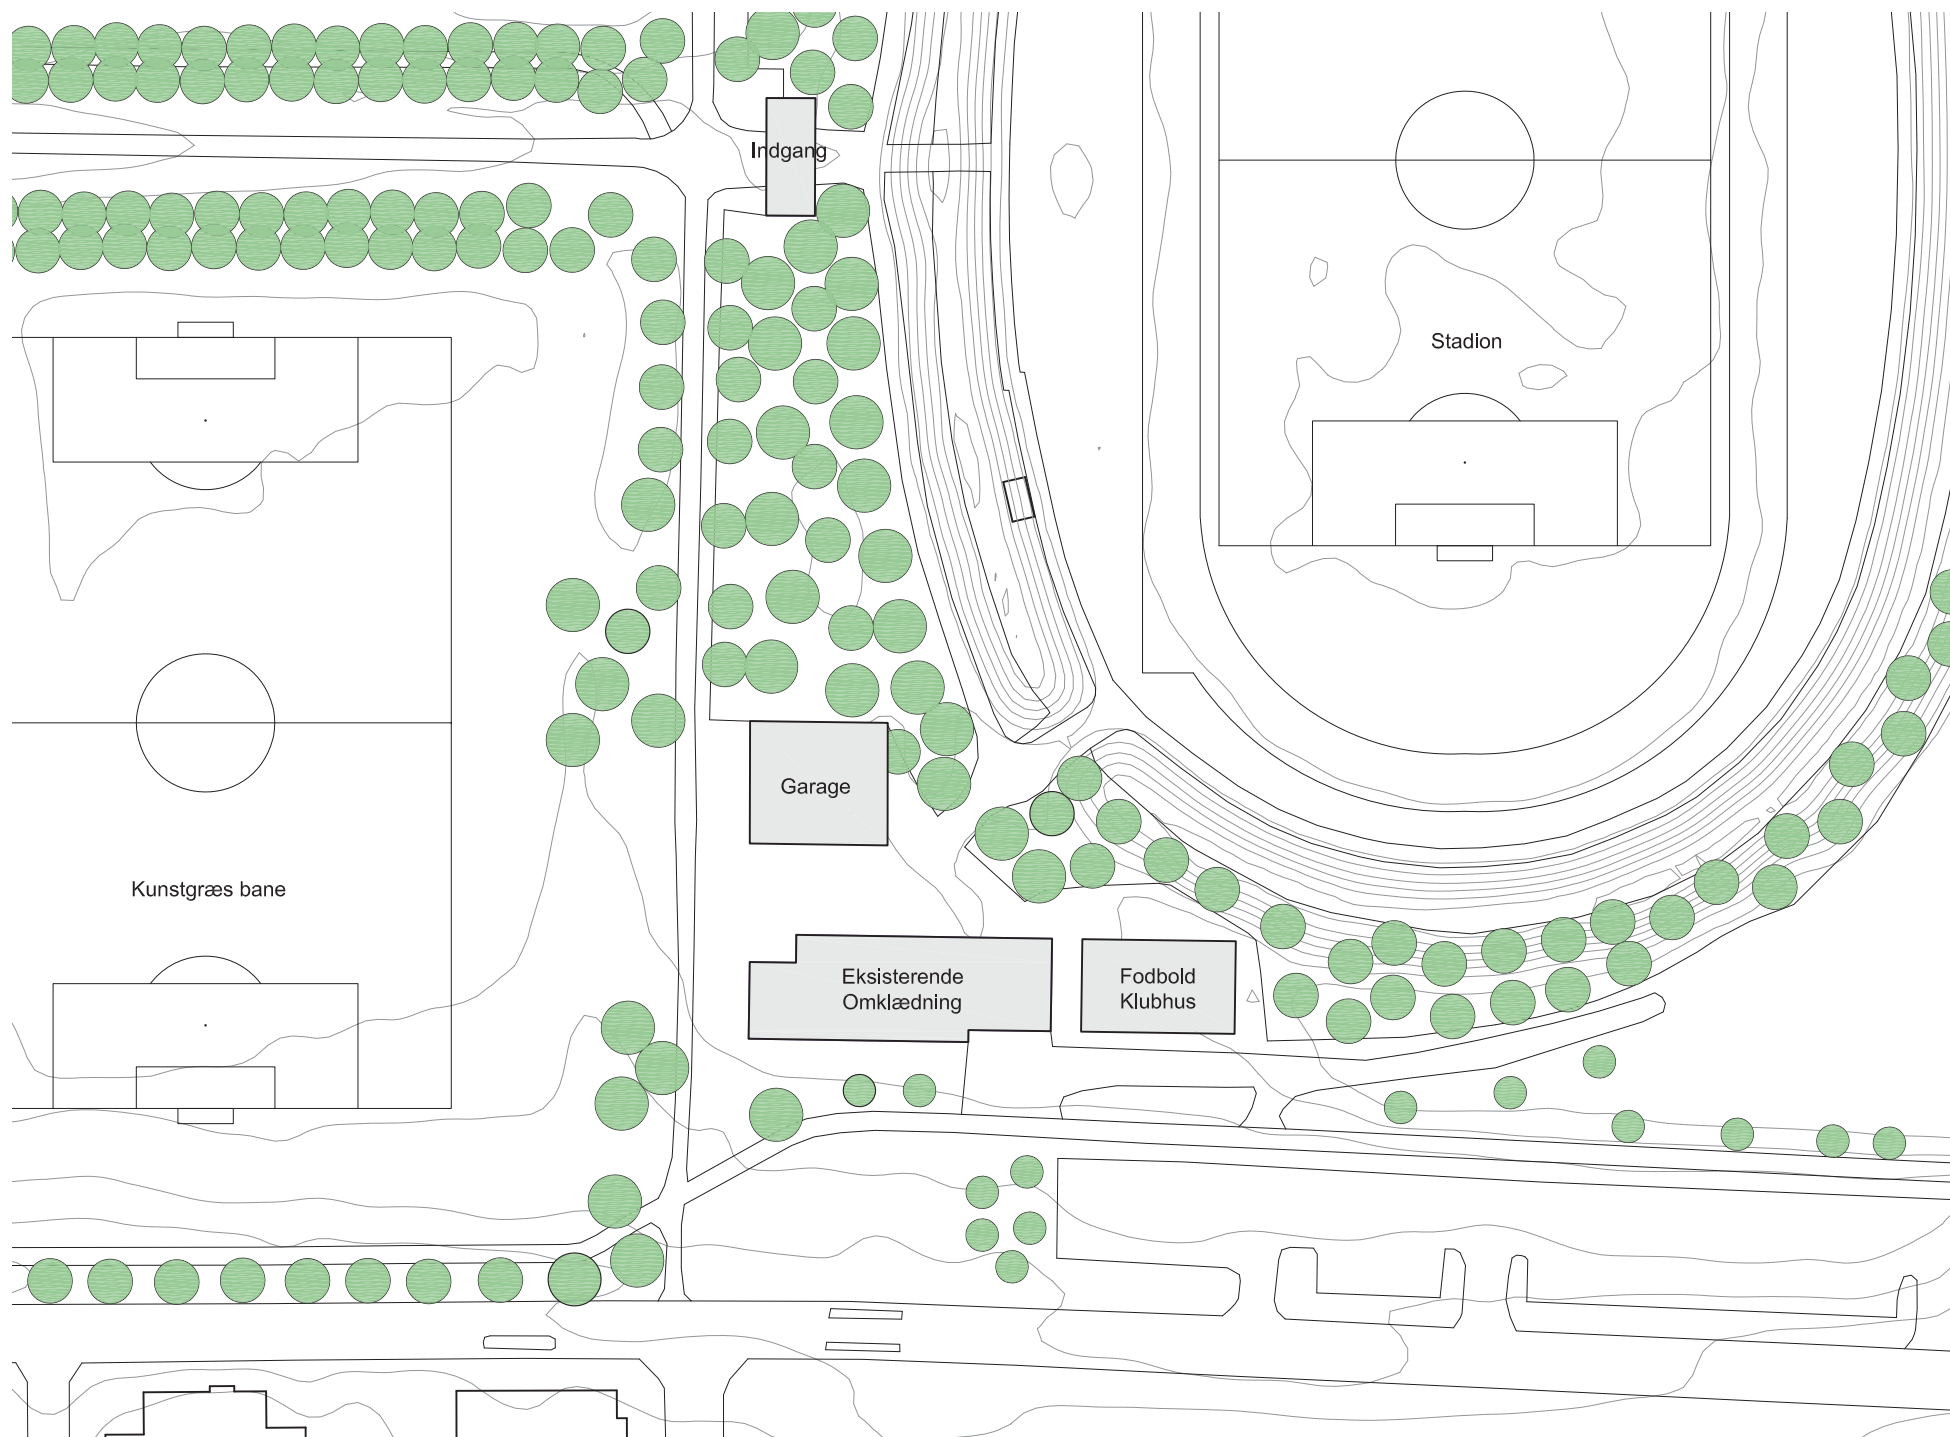 Indgang
Stadion
Garage
Kunstgræs bane
Eksisterende
Omklædning
Fodbold
Klubhus